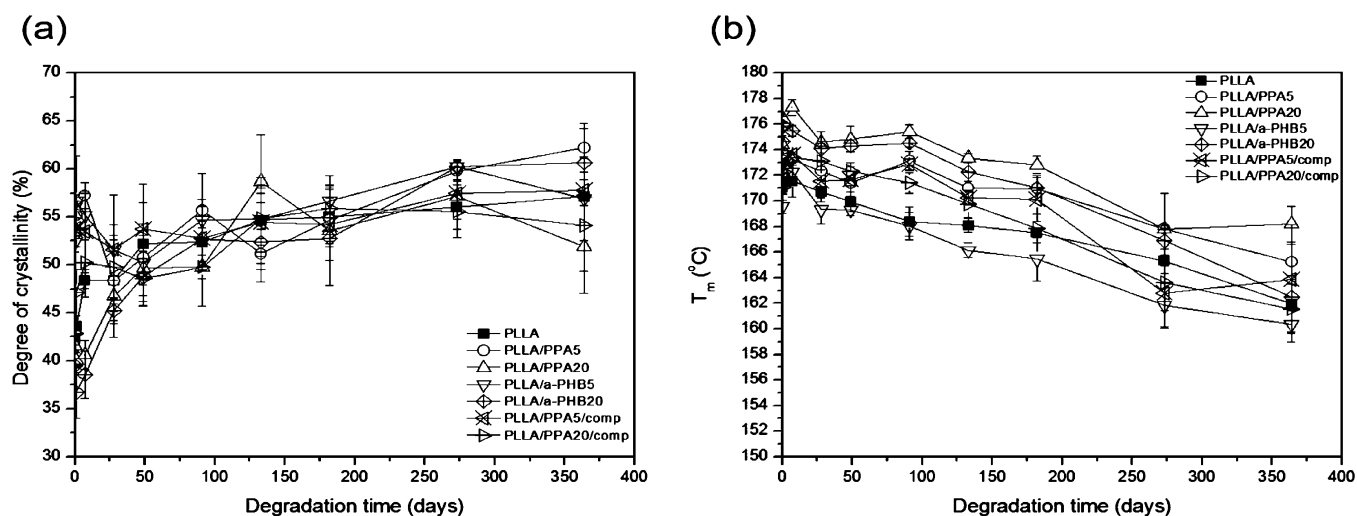 (a)
70
65
60
55
50
45
40
35
30
Degree of crystallinity (%)
0 50 100 150 200 250 300 350 400
Degradation time (days)
PLLA
PLLA/PPA5
PLLA/PPA20
PLLA/a-PHB5
PLLA/a-PHB20
PLLA/PPA5/comp
PLLA/PPA20/comp
(b)
180
178
176
174
172
170
168
166
164
162
160
158
156
154
152
150
Tm (°C)
0 50 100 150 200 250 300 350 400
Degradation time (days)
PLLA
PLLA/PPA5
PLLA/PPA20
PLLA/a-PHB5
PLLA/a-PHB20
PLLA/PPA5/comp
PLLA/PPA20/comp